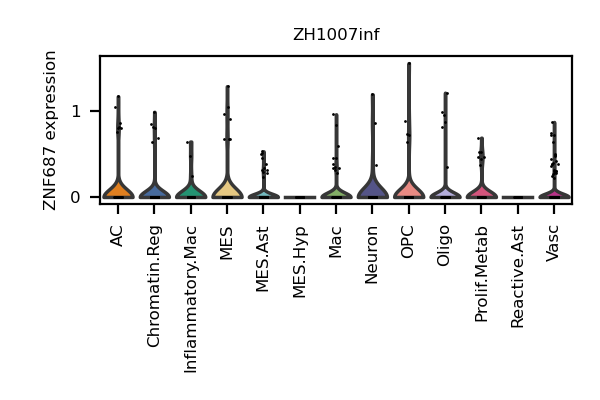 ZH1007inf
ZNF687 expression
1
0
AC
Chromatin.Reg
Inflammatory.Mac
MES
MES.Ast
MES.Hyp
Mac
Neuron
OPC
Oligo
Prolif.Metab
Reactive.Ast
Vasc